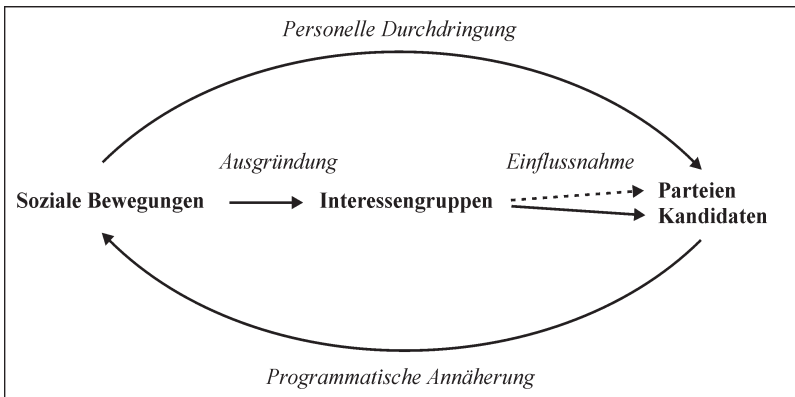 Personelle Durchdringung
Ausgründung
Einflussnahme
Soziale Bewegungen
Interessengruppen
Parteien
Kandidaten
Programmatische Annäherung